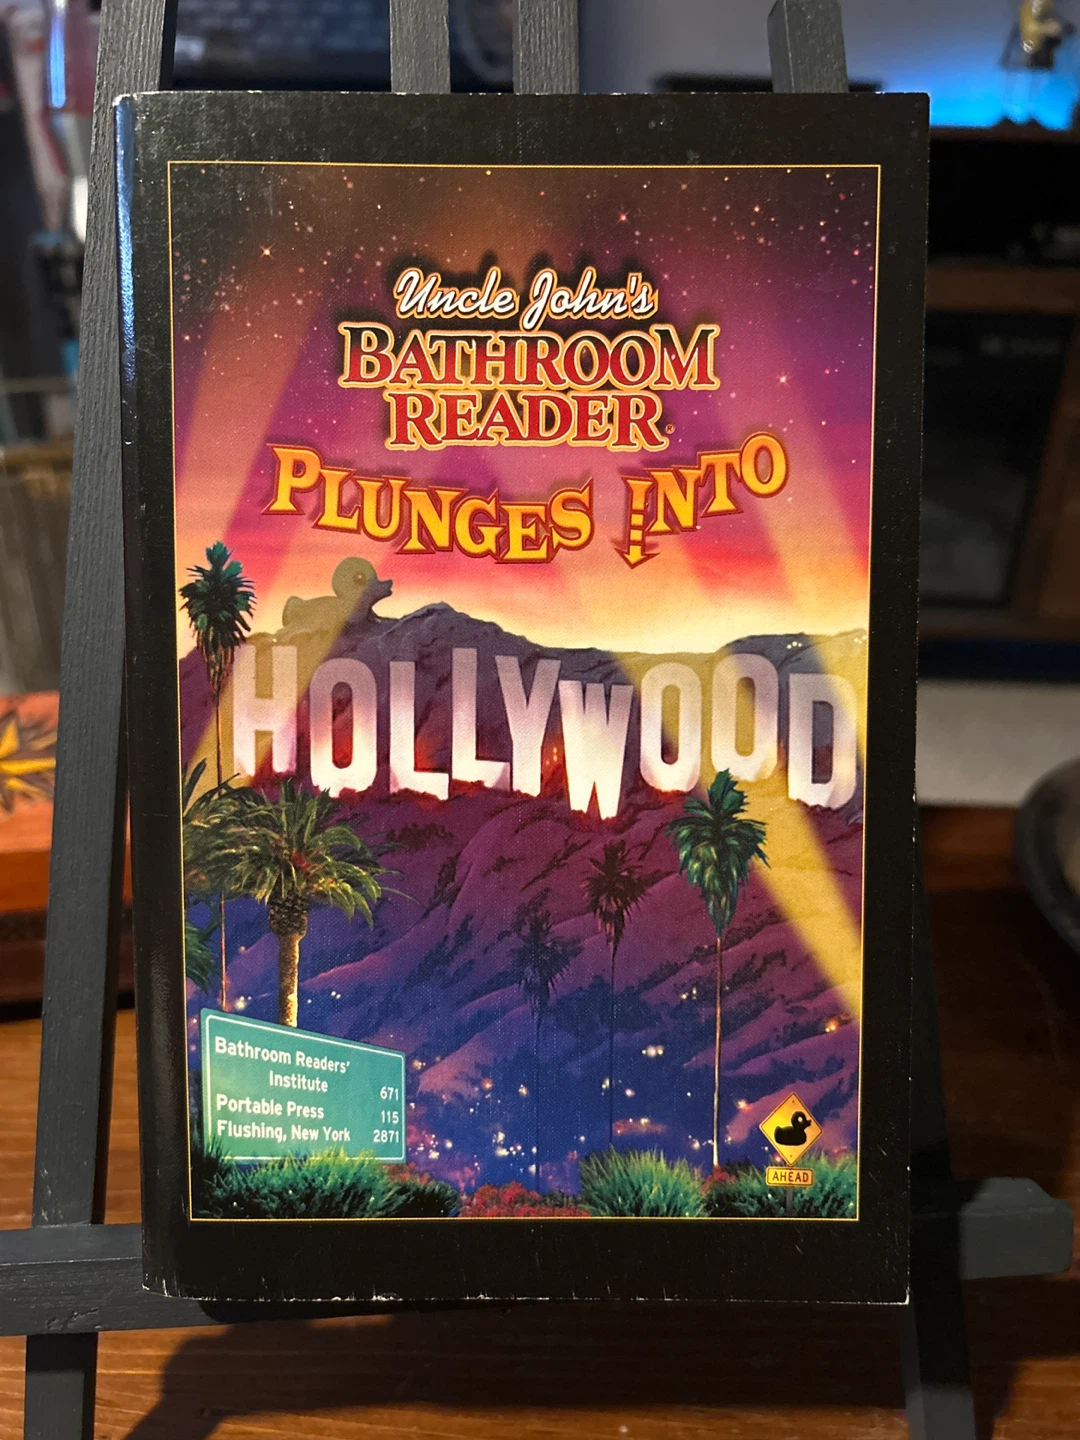 Uncle John's
BATHROOM
READER®
PLUNGES INTO
HOLLYWOOD
Bathroom Readers'
Institute 671
Portable Press 115
Flushing, New York 2871
AHEAD